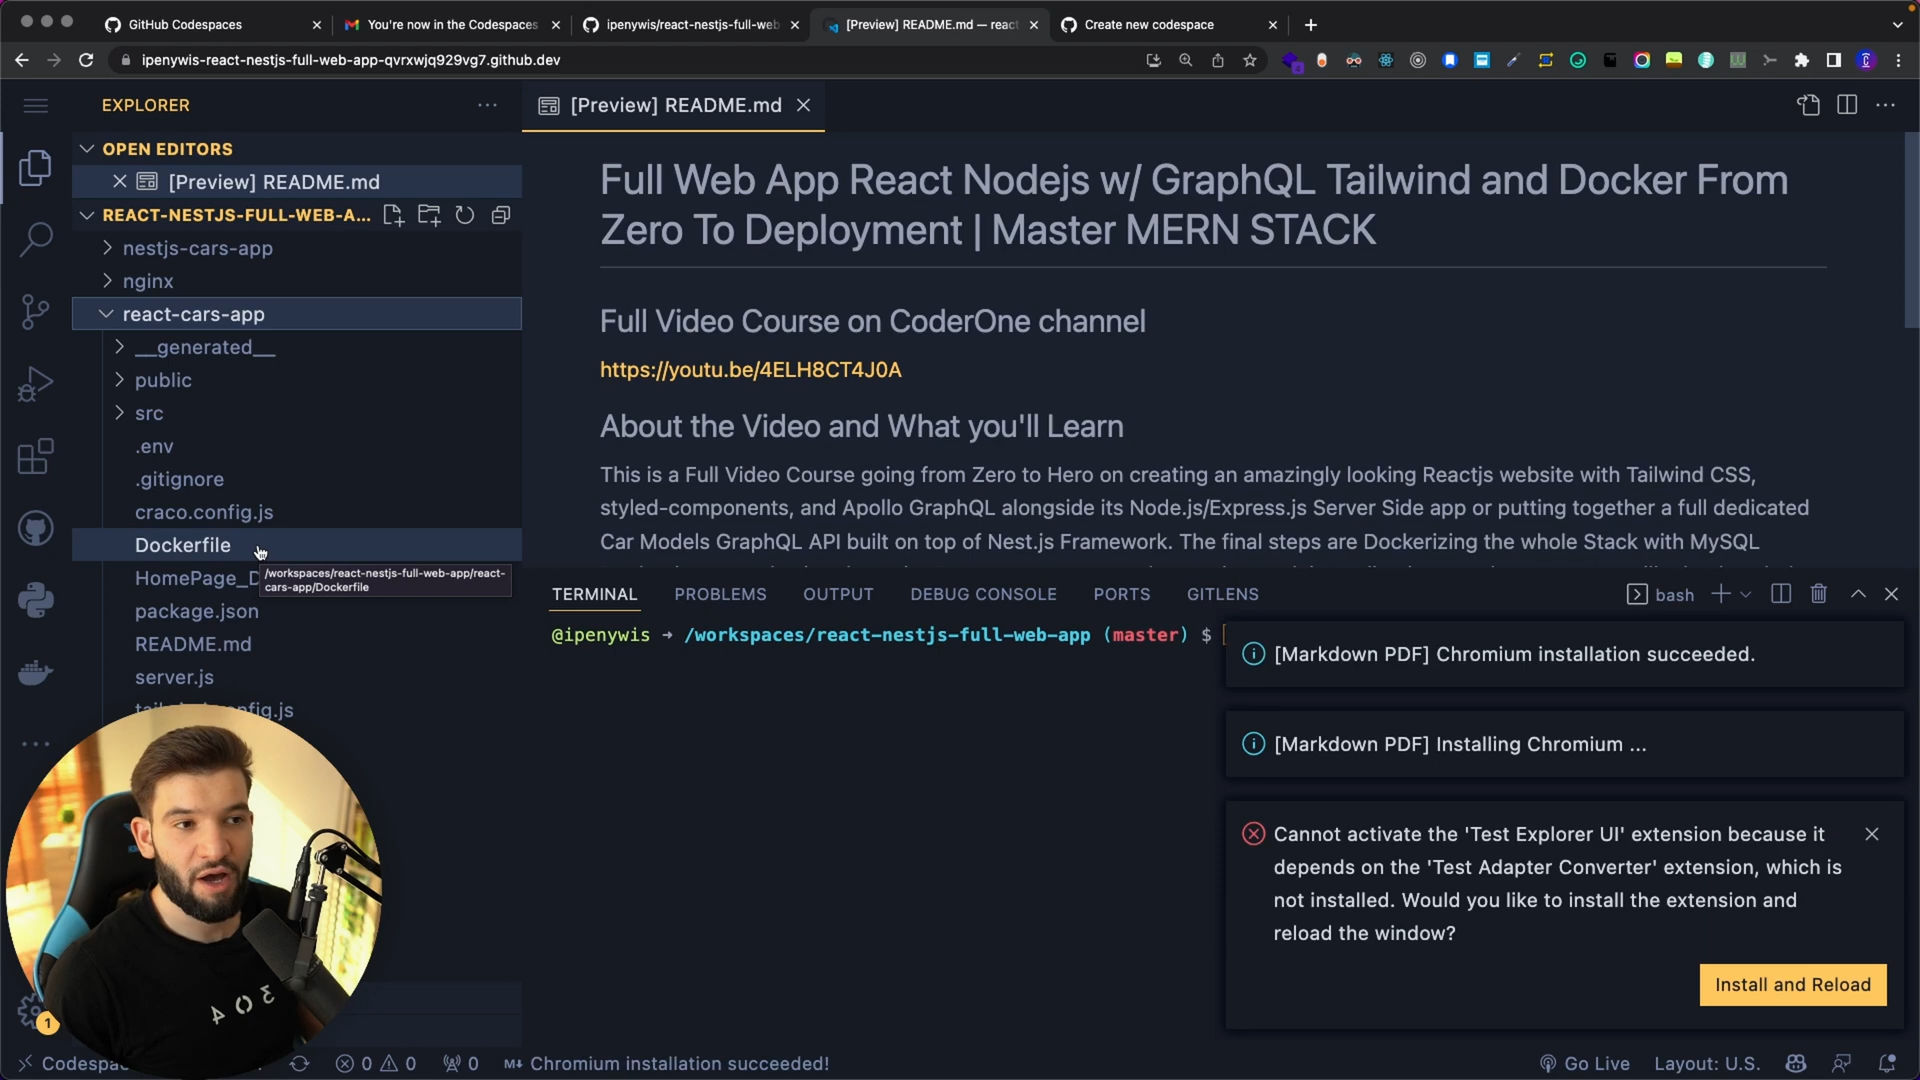 GitHub Codespaces
You're now in the Codespaces
ipenywis/react-nestjs-full-web
[Preview] README.md — react
Create new codespace
ipenywis-react-nestjs-full-web-app-qvrxwjq929vg7.github.dev
EXPLORER
[Preview] README.md
OPEN EDITORS
[Preview] README.md
REACT-NESTJS-FULL-WEB-A...
nestjs-cars-app
nginx
react-cars-app
__generated__
public
src
.env
.gitignore
craco.config.js
Dockerfile
HomePage_D
/workspaces/react-nestjs-full-web-app/react-
cars-app/Dockerfile
package.json
README.md
server.js
Full Web App React Nodejs w/ GraphQL Tailwind and Docker From
Zero To Deployment | Master MERN STACK
Full Video Course on CoderOne channel
https://youtu.be/4ELH8CT4J0A
About the Video and What you'll Learn
This is a Full Video Course going from Zero to Hero on creating an amazingly looking Reactjs website with Tailwind CSS,
styled-components, and Apollo GraphQL alongside its Node.js/Express.js Server Side app or putting together a full dedicated
Car Models GraphQL API built on top of Nest.js Framework. The final steps are Dockerizing the whole Stack with MySQL
TERMINAL PROBLEMS OUTPUT DEBUG CONSOLE PORTS GITLENS bash
@ipenywis → /workspaces/react-nestjs-full-web-app (master) $
[Markdown PDF] Chromium installation succeeded.
[Markdown PDF] Installing Chromium ...
Cannot activate the 'Test Explorer UI' extension because it
depends on the 'Test Adapter Converter' extension, which is
not installed. Would you like to install the extension and
reload the window?
Install and Reload
1
Codespa
0 0 0 Chromium installation succeeded!
Go Live Layout: U.S.